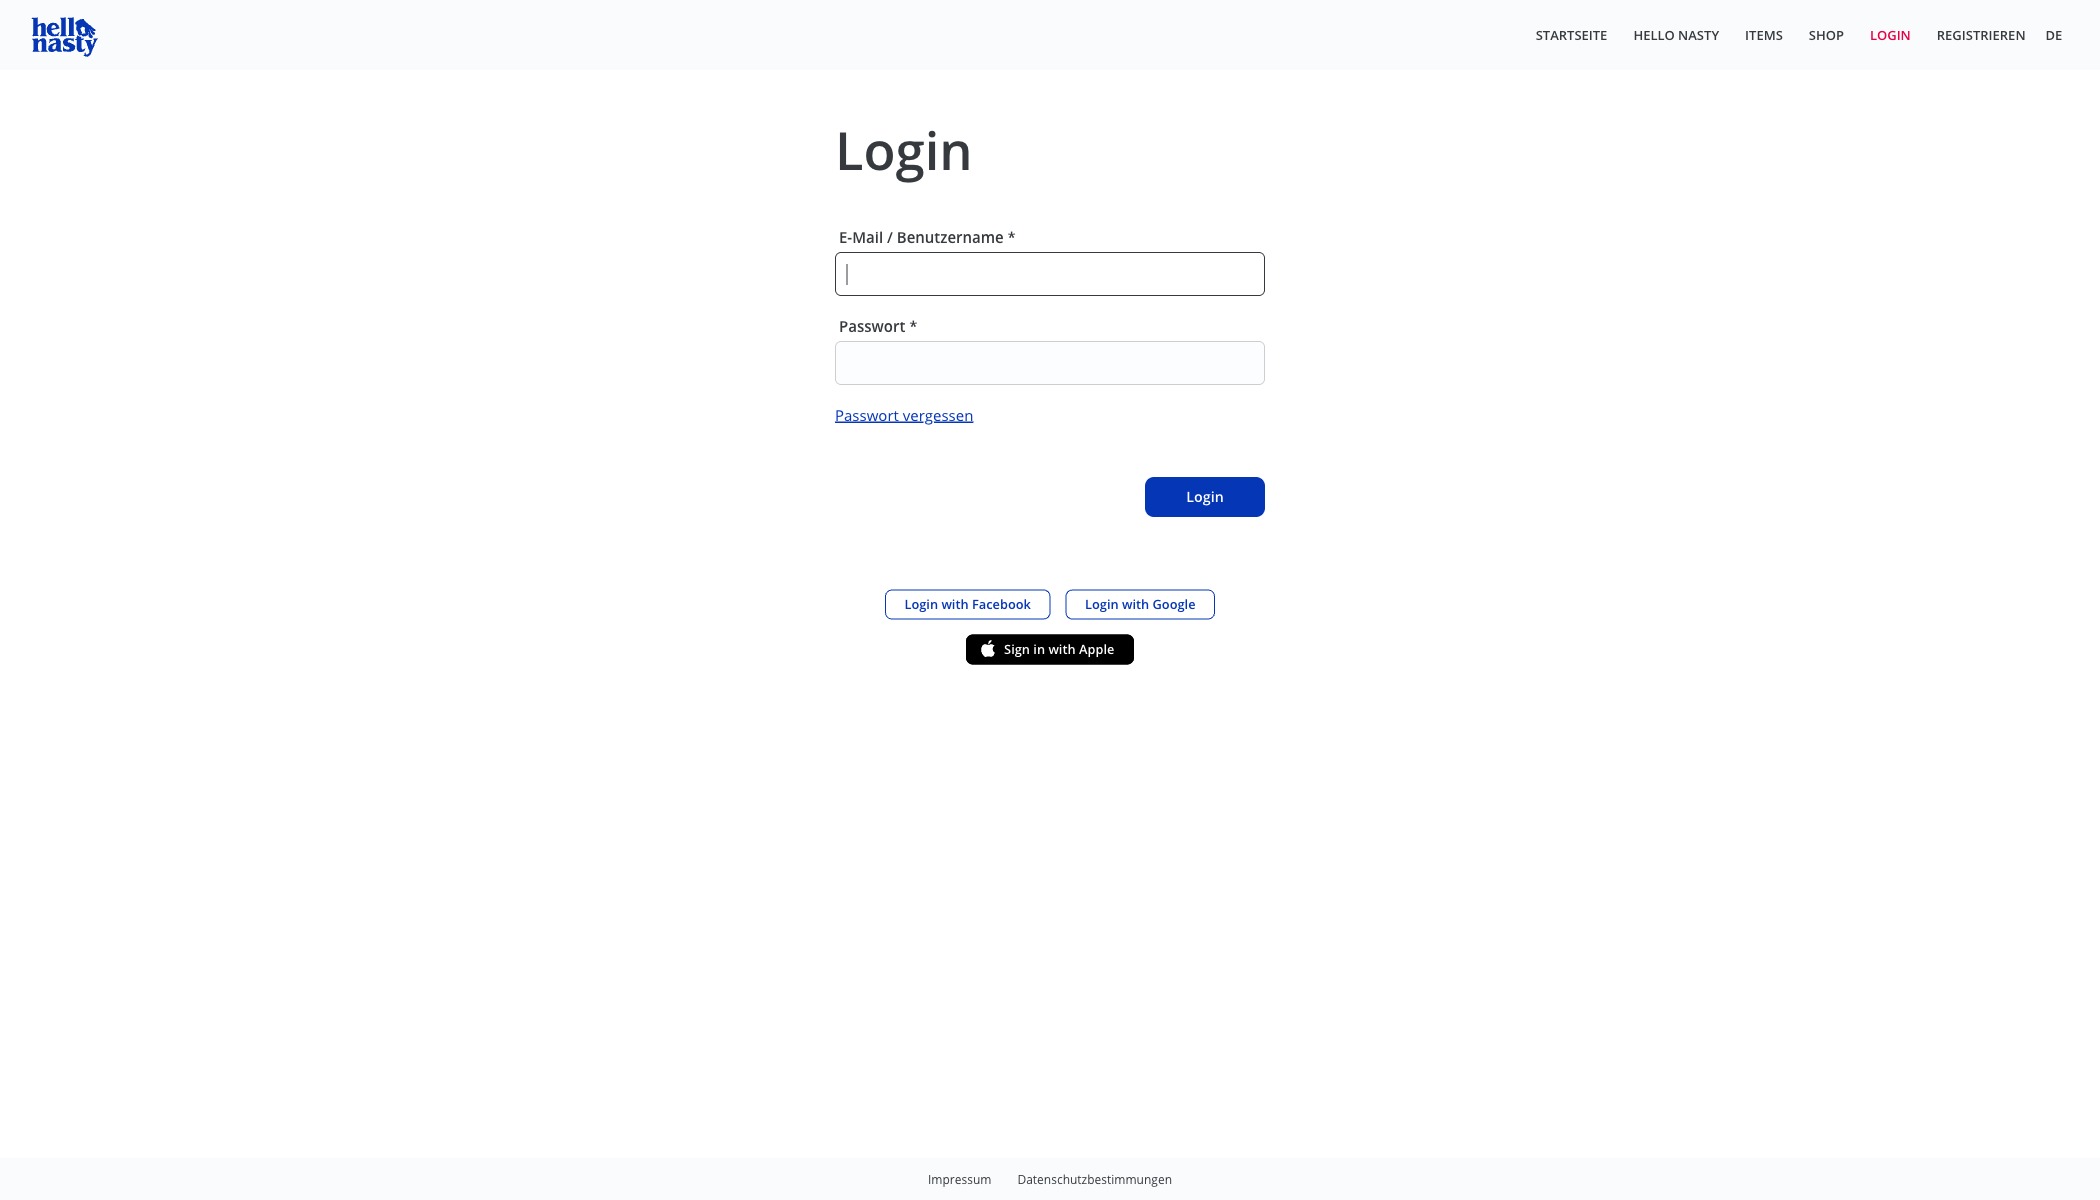 hello
nasty
STARTSEITE HELLO NASTY ITEMS SHOP LOGIN REGISTRIEREN DE
Login
E-Mail / Benutzername *
Passwort *
Passwort vergessen
Login
Login with Facebook Login with Google
Sign in with Apple
Impressum Datenschutzbestimmungen